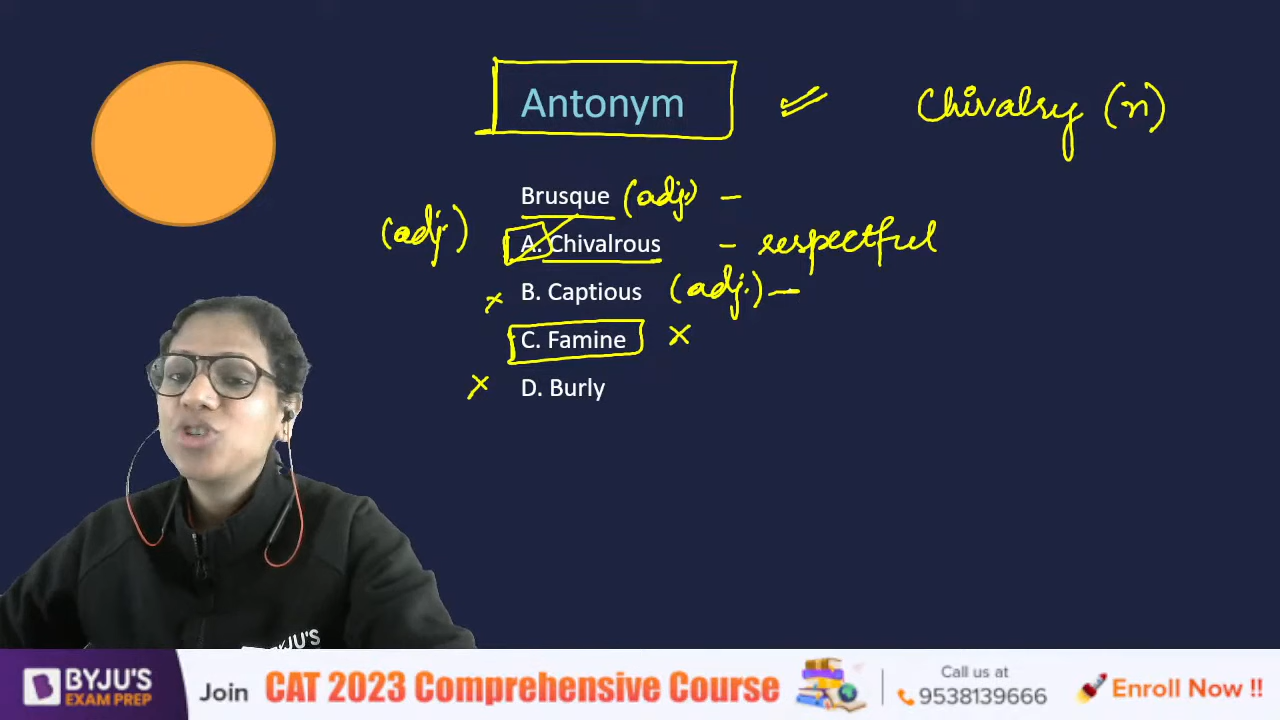 Antonym
Chivalry (n)
Brusque (adj.) –
(adj.)
A. Chivalrous – respectful
B. Captious (adj.) –
C. Famine
D. Burly
BYJU'S
BYJU'S
EXAM PREP
Join CAT 2023 Comprehensive Course
Call us at
9538139666
Enroll Now !!